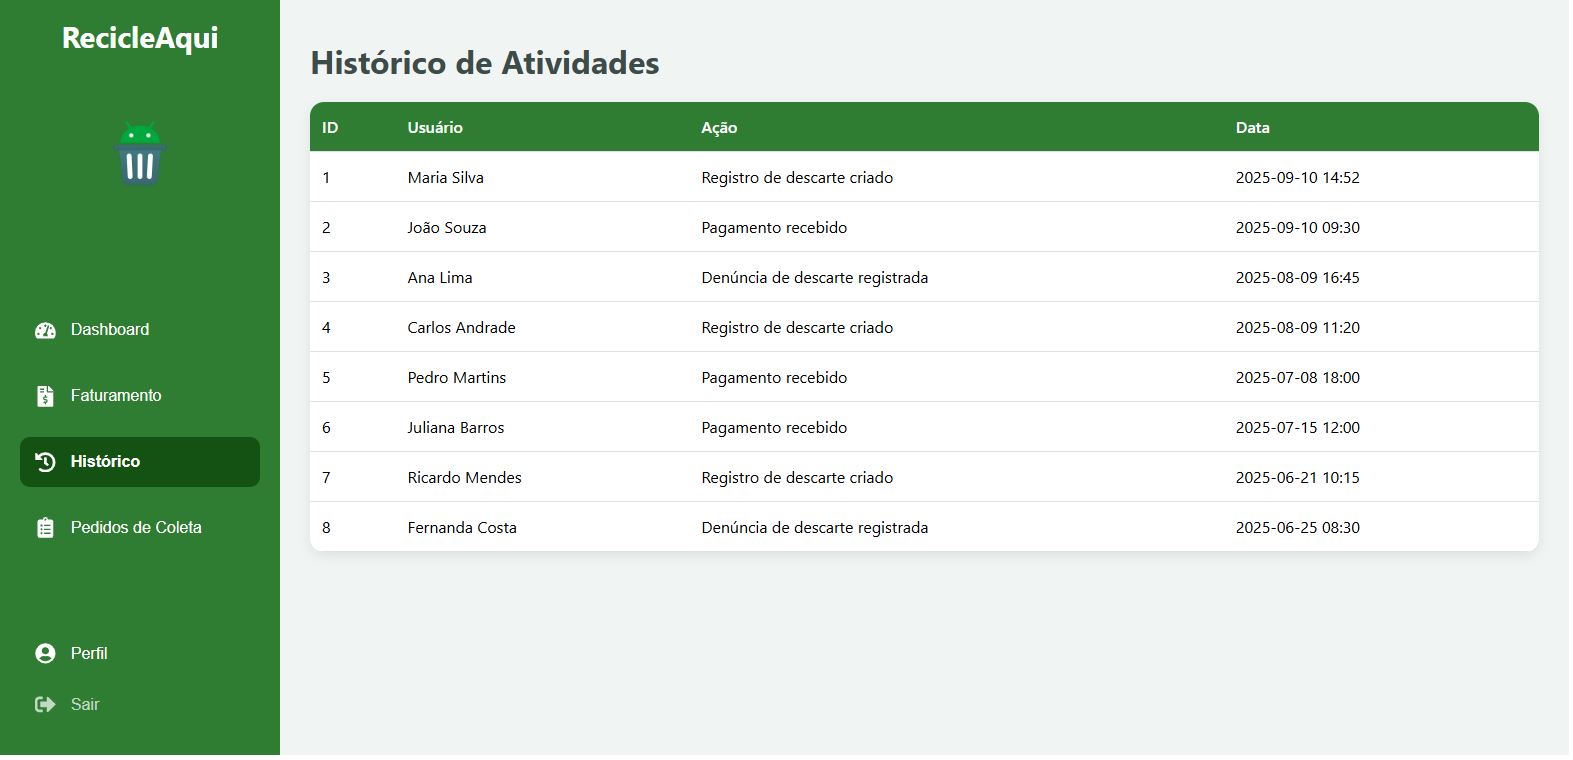 RecicleAqui
Dashboard
Faturamento
Histórico
Pedidos de Coleta
Perfil
Sair
Histórico de Atividades
ID Usuário Ação Data
1 Maria Silva Registro de descarte criado 2025-09-10 14:52
2 João Souza Pagamento recebido 2025-09-10 09:30
3 Ana Lima Denúncia de descarte registrada 2025-08-09 16:45
4 Carlos Andrade Registro de descarte criado 2025-08-09 11:20
5 Pedro Martins Pagamento recebido 2025-07-08 18:00
6 Juliana Barros Pagamento recebido 2025-07-15 12:00
7 Ricardo Mendes Registro de descarte criado 2025-06-21 10:15
8 Fernanda Costa Denúncia de descarte registrada 2025-06-25 08:30